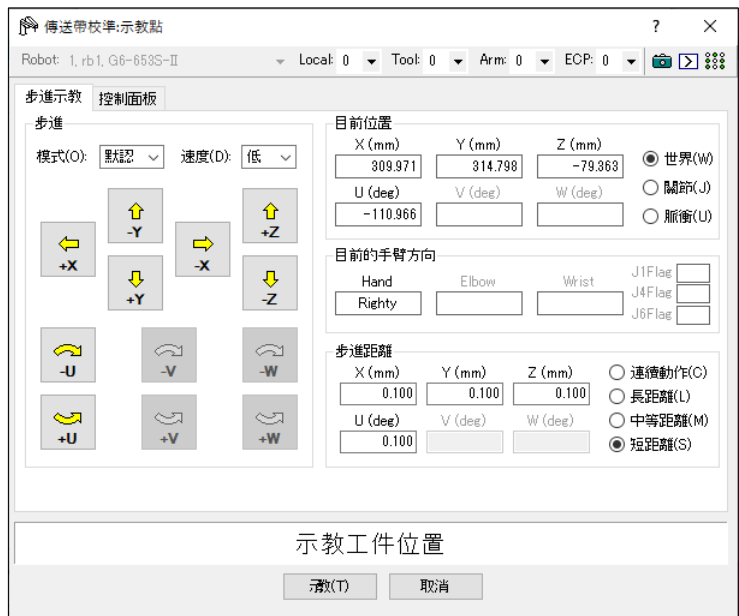 傳送帶校準:示教點 ? ×
Robot: 1, rb1, G6-653S-II Local: 0 Tool: 0 Arm: 0 ECP: 0
步進示教 控制面板
步進
模式(O): 默認 速度(D): 低
-Y +Z
+X -X
+Y -Z
-U -V -W
+U +V +W
目前位置
X (mm) Y (mm) Z (mm)
309.971 314.798 -79.363
U (deg) V (deg) W (deg)
-110.966
世界(W)
關節(J)
脈衝(U)
目前的手臂方向
Hand Elbow Wrist
Righty
J1Flag
J4Flag
J6Flag
步進距離
X (mm) Y (mm) Z (mm)
0.100 0.100 0.100
U (deg) V (deg) W (deg)
0.100
連續動作(C)
長距離(L)
中等距離(M)
短距離(S)
示教工件位置
示教(T) 取消